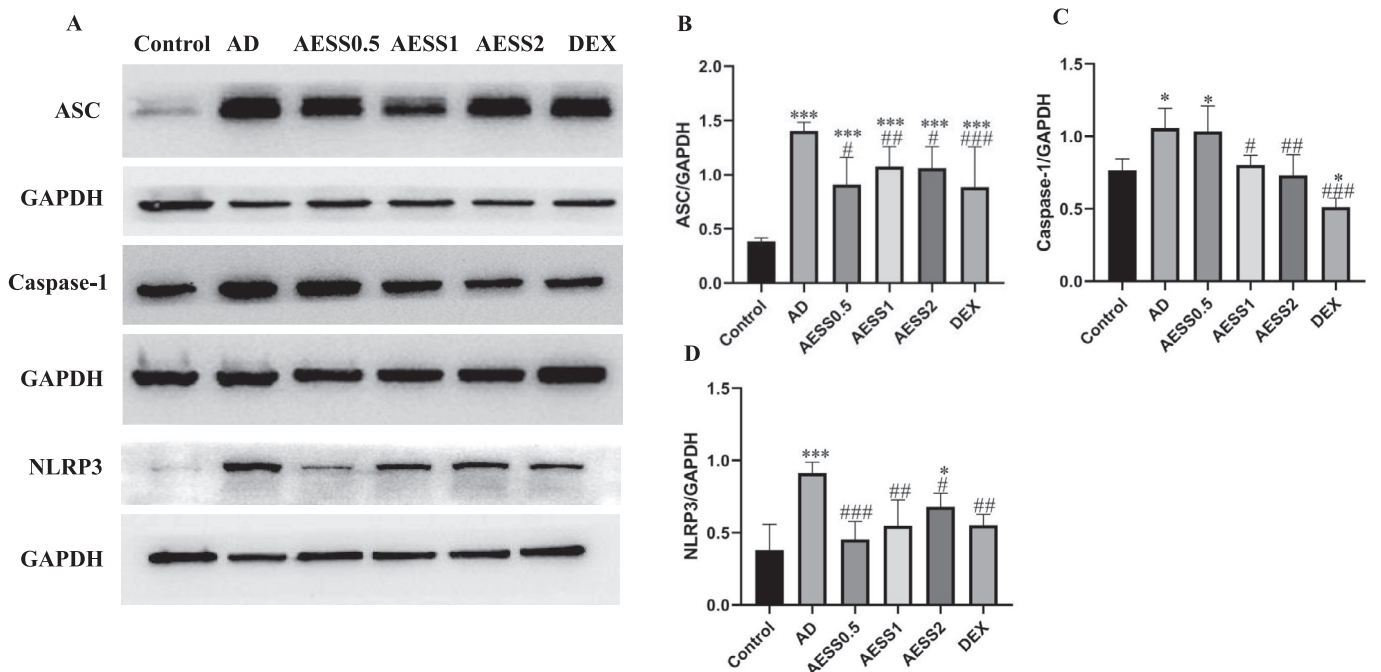 A
Control AD AESS0.5 AESS1 AESS2 DEX
ASC
GAPDH
Caspase-1
GAPDH
NLRP3
GAPDH
B
ASC/GAPDH
2.0
1.5
1.0
0.5
0.0
***
***
#
***
##
***
#
***
###
Control
AD
AESS0.5
AESS1
AESS2
DEX
C
Caspase-1/GAPDH
1.5
1.0
0.5
0.0
*
*
#
##
*
###
Control
AD
AESS0.5
AESS1
AESS2
DEX
D
NLRP3/GAPDH
1.5
1.0
0.5
0.0
***
###
##
*
#
##
Control
AD
AESS0.5
AESS1
AESS2
DEX